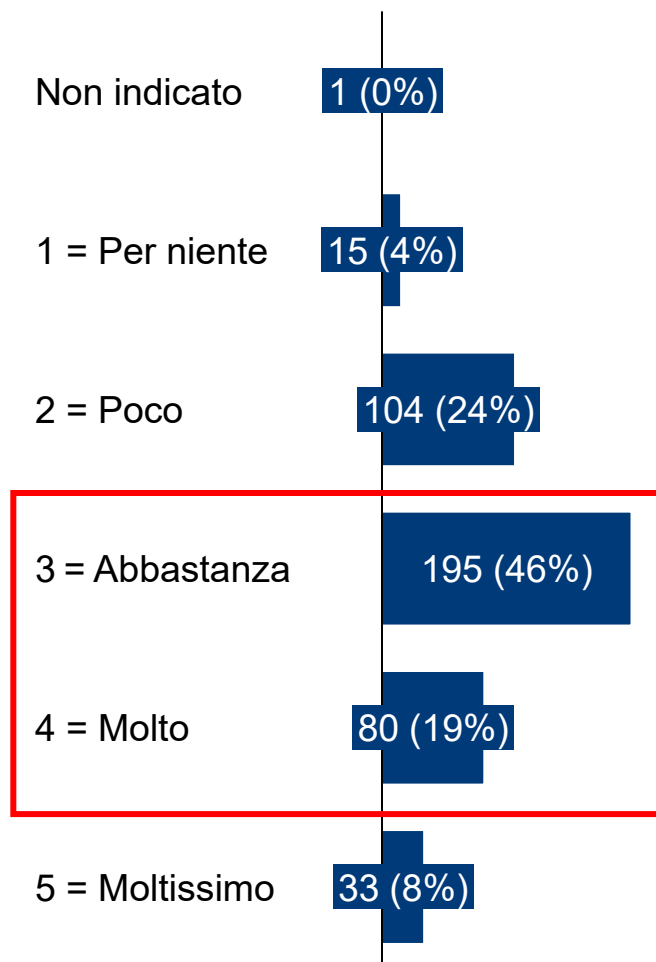 Non indicato 1 (0%)
1 = Per niente 15 (4%)
2 = Poco 104 (24%)
3 = Abbastanza 195 (46%)
4 = Molto 80 (19%)
5 = Moltissimo 33 (8%)